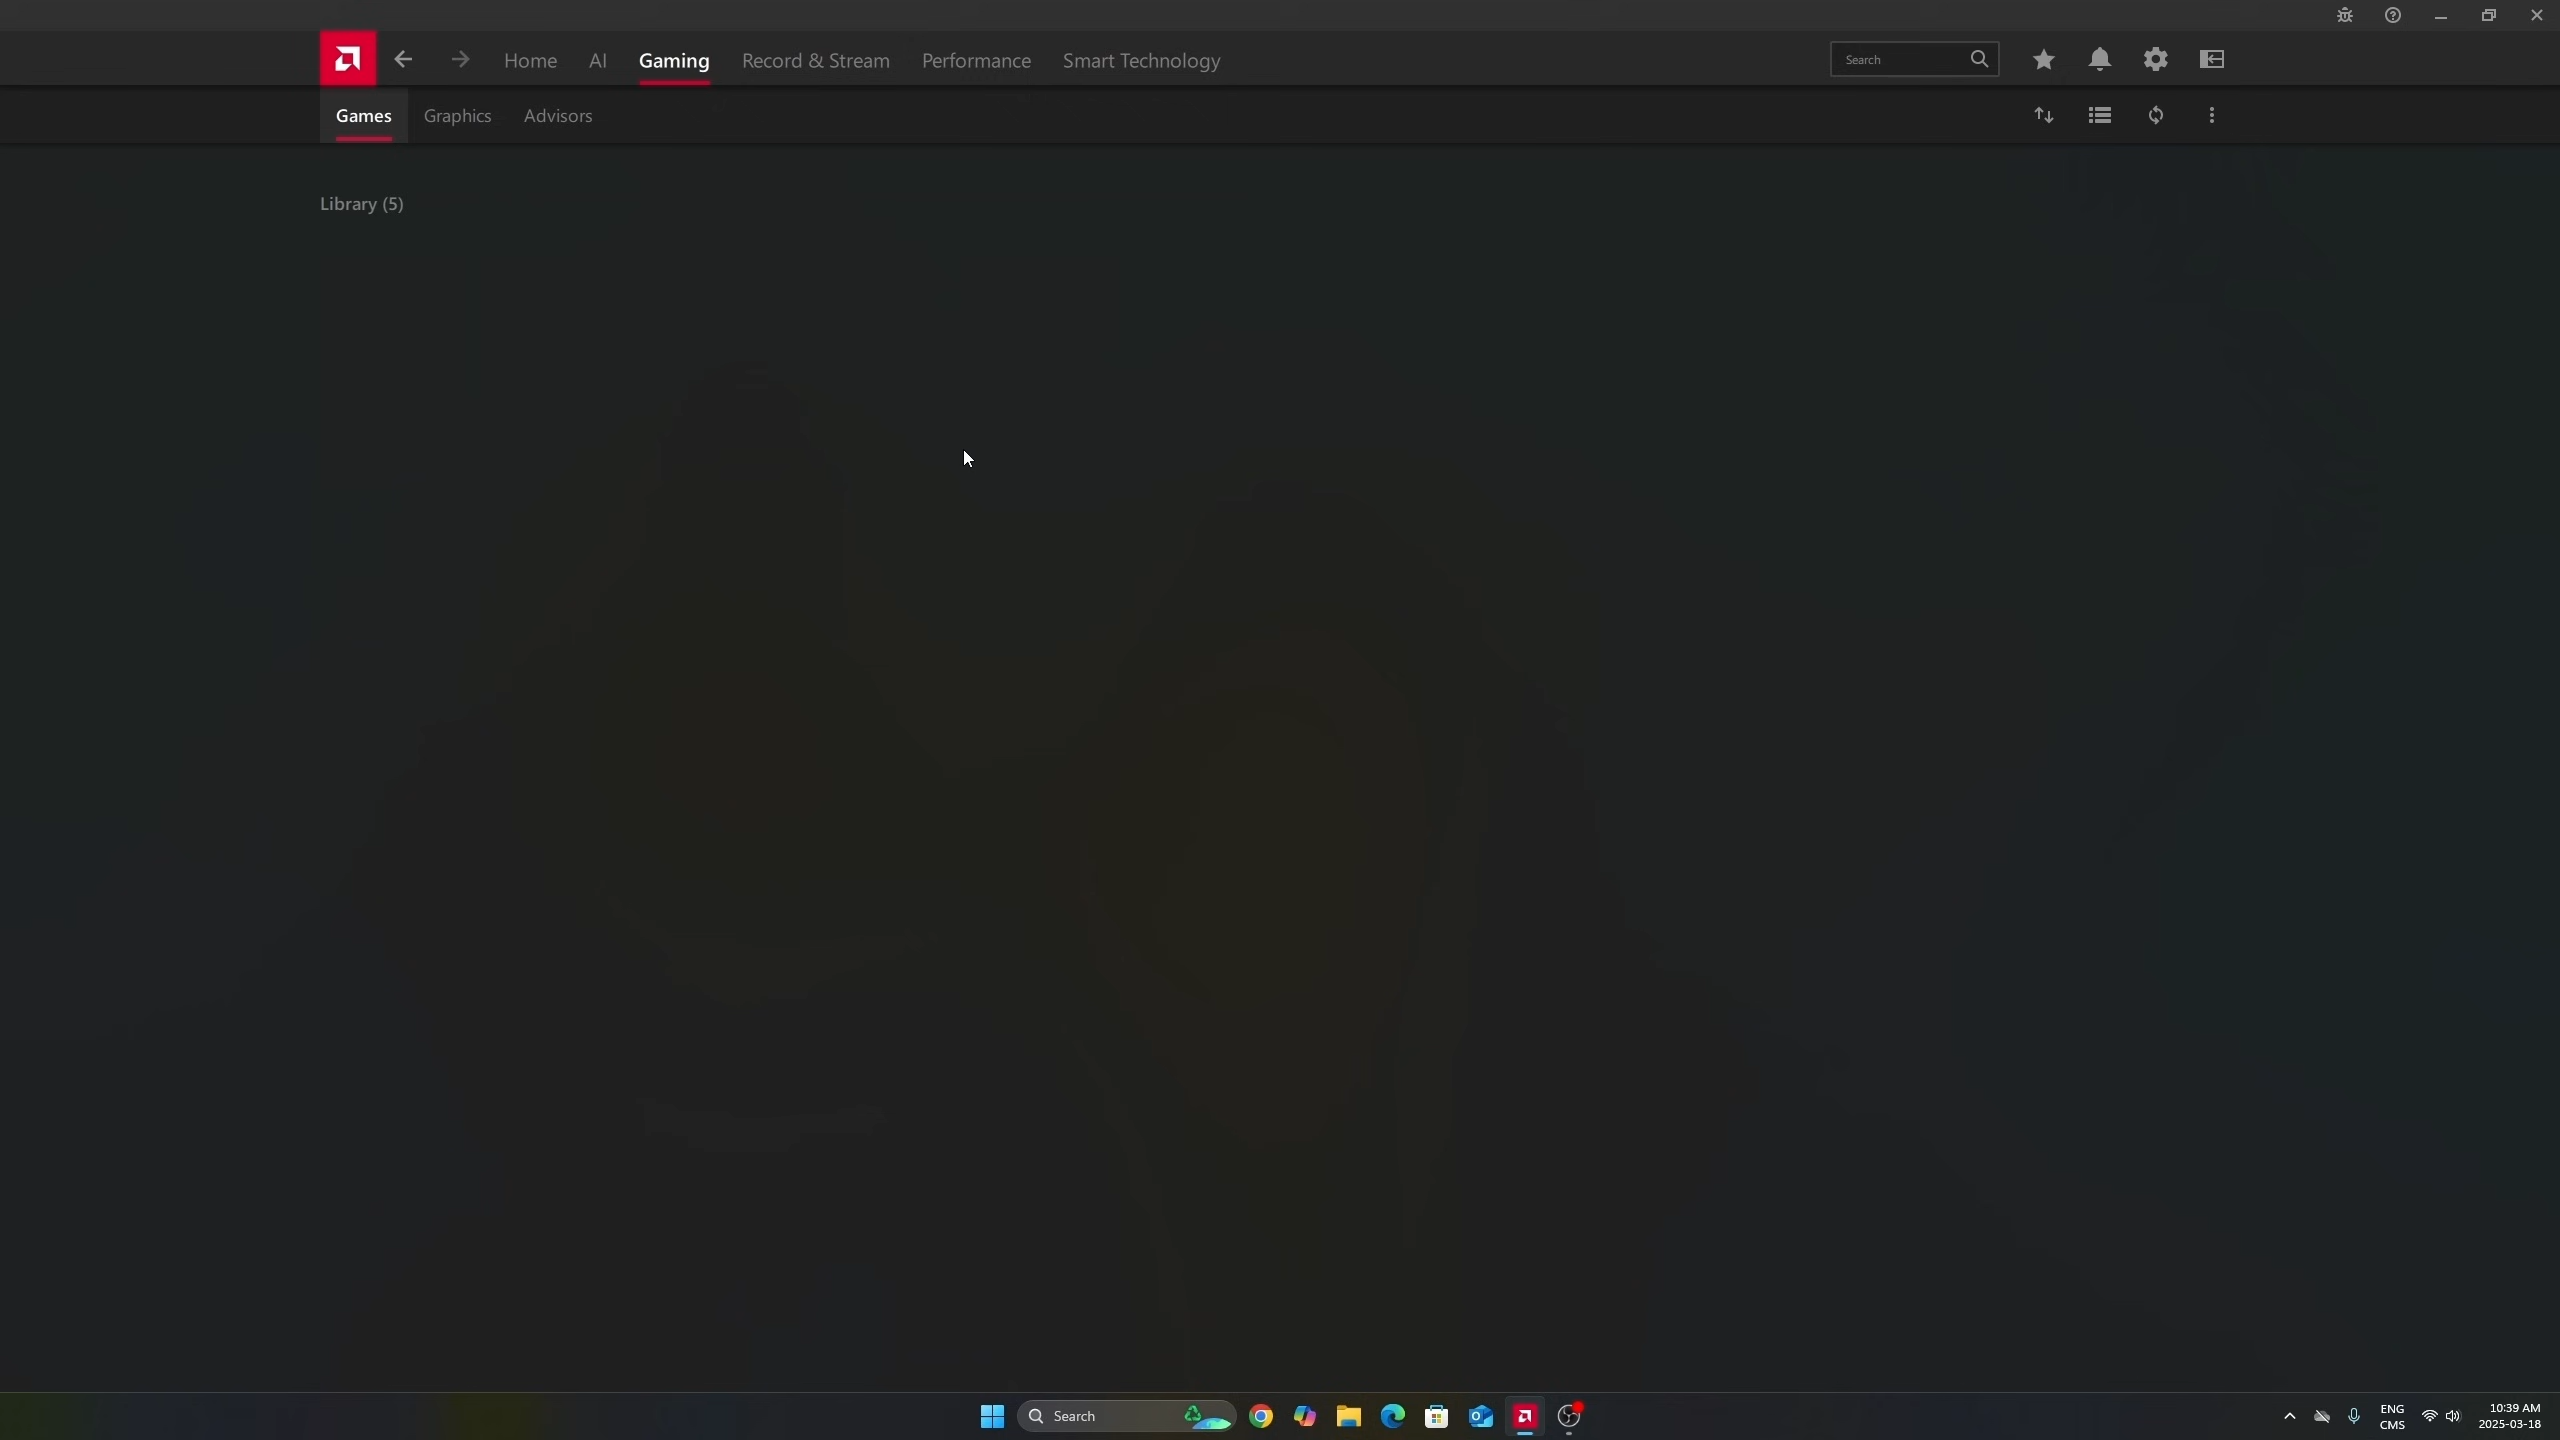 Home AI Gaming Record & Stream Performance Smart Technology Search
Games Graphics Advisors
Library (5)
Search
ENG
CMS
10:39 AM
2025-03-18